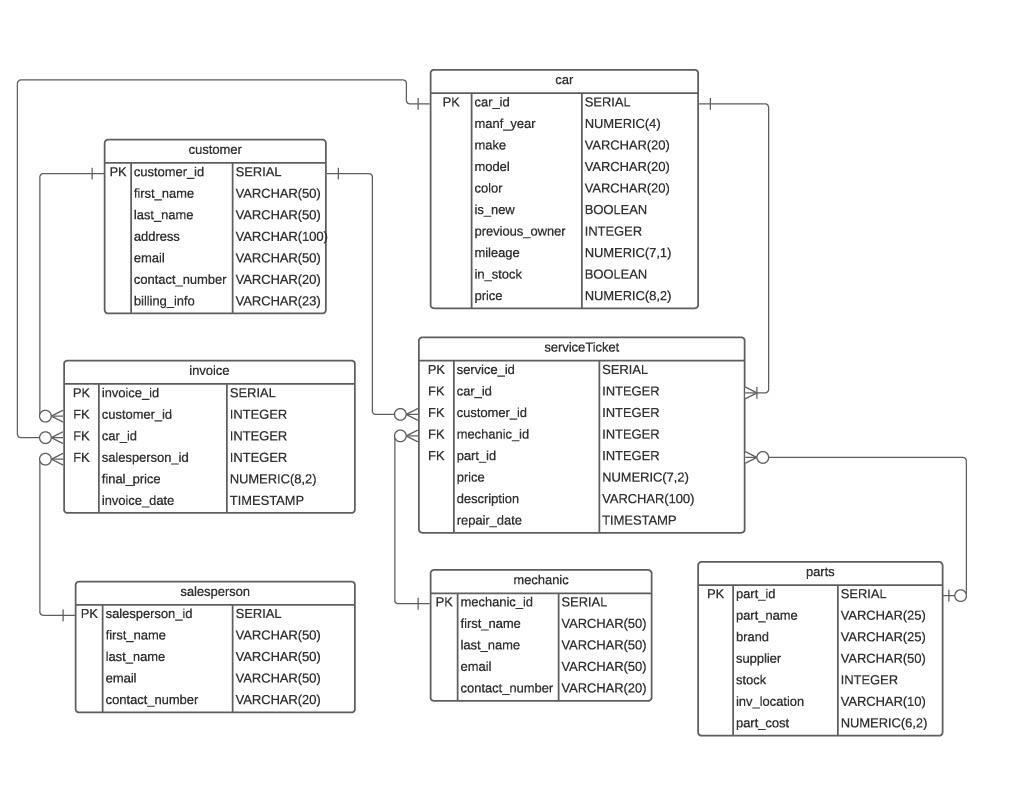 car
PK car_id SERIAL
manf_year NUMERIC(4)
make VARCHAR(20)
model VARCHAR(20)
color VARCHAR(20)
is_new BOOLEAN
previous_owner INTEGER
mileage NUMERIC(7,1)
in_stock BOOLEAN
price NUMERIC(8,2)
customer
PK customer_id SERIAL
first_name VARCHAR(50)
last_name VARCHAR(50)
address VARCHAR(100)
email VARCHAR(50)
contact_number VARCHAR(20)
billing_info VARCHAR(23)
serviceTicket
PK service_id SERIAL
FK car_id INTEGER
FK customer_id INTEGER
FK mechanic_id INTEGER
FK part_id INTEGER
price NUMERIC(7,2)
description VARCHAR(100)
repair_date TIMESTAMP
invoice
PK invoice_id SERIAL
FK customer_id INTEGER
FK car_id INTEGER
FK salesperson_id INTEGER
final_price NUMERIC(8,2)
invoice_date TIMESTAMP
salesperson
PK salesperson_id SERIAL
first_name VARCHAR(50)
last_name VARCHAR(50)
email VARCHAR(50)
contact_number VARCHAR(20)
mechanic
PK mechanic_id SERIAL
first_name VARCHAR(50)
last_name VARCHAR(50)
email VARCHAR(50)
contact_number VARCHAR(20)
parts
PK part_id SERIAL
part_name VARCHAR(25)
brand VARCHAR(25)
supplier VARCHAR(50)
stock INTEGER
inv_location VARCHAR(10)
part_cost NUMERIC(6,2)